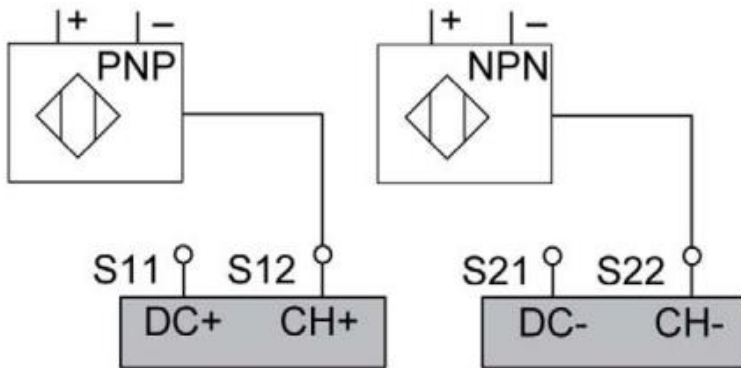 + − + −
PNP NPN
S11 S12 S21 S22
DC+ CH+ DC- CH-